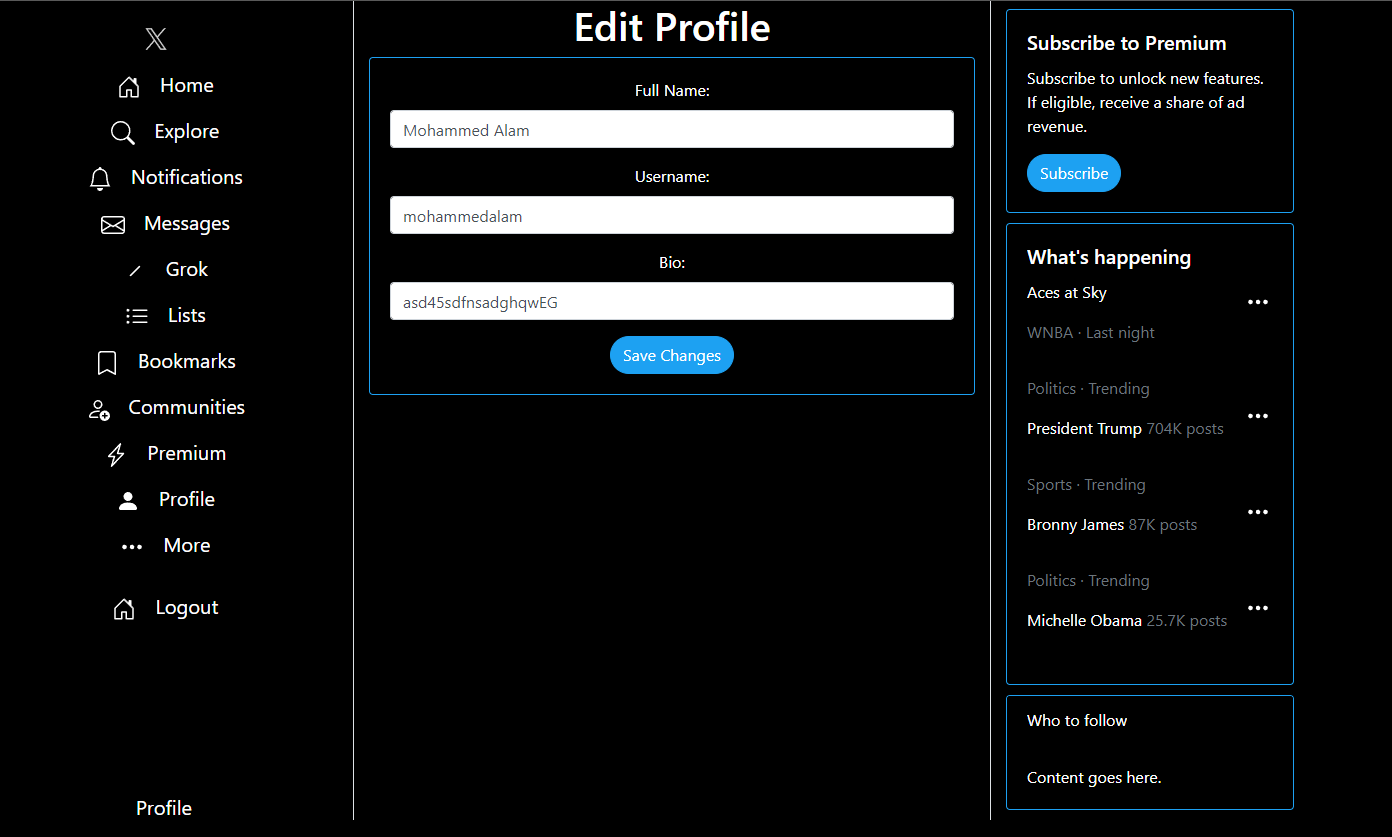 𝕏
Home
Explore
Notifications
Messages
Grok
Lists
Bookmarks
Communities
Premium
Profile
More
Logout
Profile
Edit Profile
Full Name:
Mohammed Alam
Username:
mohammedalam
Bio:
asd45sdfnsadghqwEG
Save Changes
Subscribe to Premium
Subscribe to unlock new features.
If eligible, receive a share of ad
revenue.
Subscribe
What's happening
Aces at Sky
WNBA · Last night
Politics · Trending
President Trump 704K posts
Sports · Trending
Bronny James 87K posts
Politics · Trending
Michelle Obama 25.7K posts
Who to follow
Content goes here.